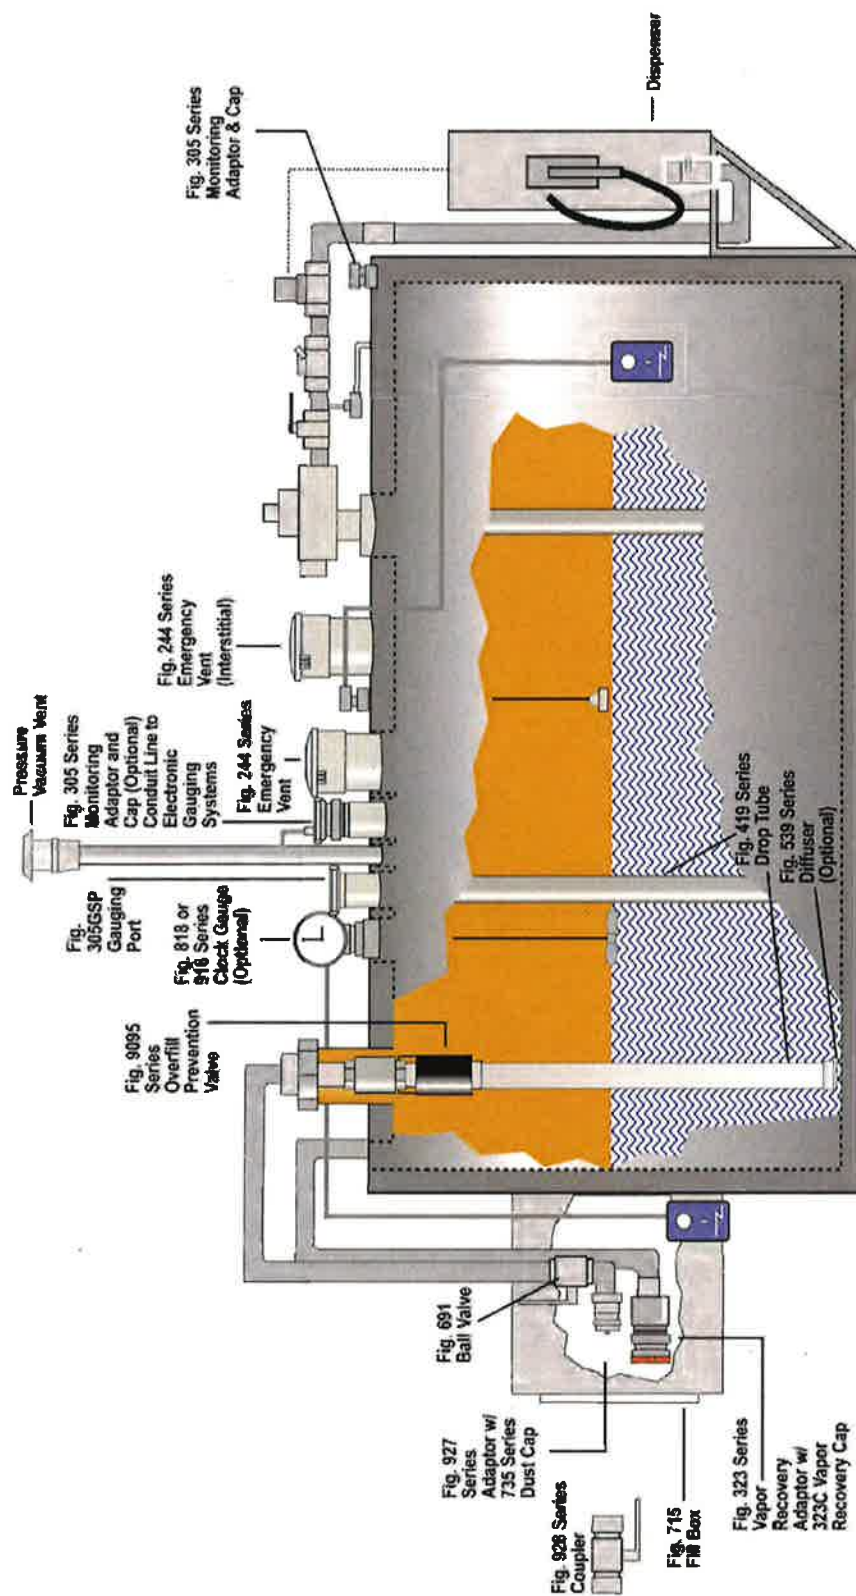 Pressure
Vacuum Vent
Fig. 305 Series
Monitoring
Adaptor and
Cap (Optional)
Conduit Line to
Electronic
Gauging
Systems
Fig.
305GSP
Gauging
Port
Fig. 818 or
918 Series
Clock Gauge
(Optional)
Fig. 9095
Series
Overfill
Prevention
Valve
Fig. 244 Series
Emergency
Vent
Fig. 244 Series
Emergency
Vent
(Interstitial)
Fig. 305 Series
Monitoring
Adaptor & Cap
Dispenser
Fig. 691
Ball Valve
Fig. 927
Series
Adaptor w/
735 Series
Dust Cap
Fig. 928 Series
Coupler
Fig. 715
Fill Box
Fig. 323 Series
Vapor
Recovery
Adaptor w/
323C Vapor
Recovery Cap
Fig. 419 Series
Drop Tube
Fig. 539 Series
Diffuser
(Optional)